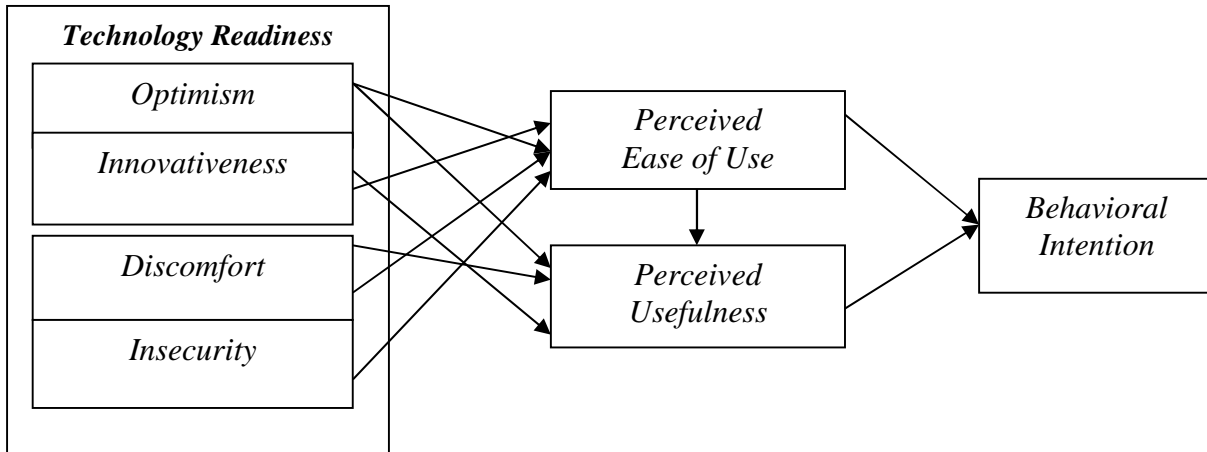 Technology Readiness
Optimism
Innovativeness
Discomfort
Insecurity
Perceived
Ease of Use
Perceived
Usefulness
Behavioral
Intention